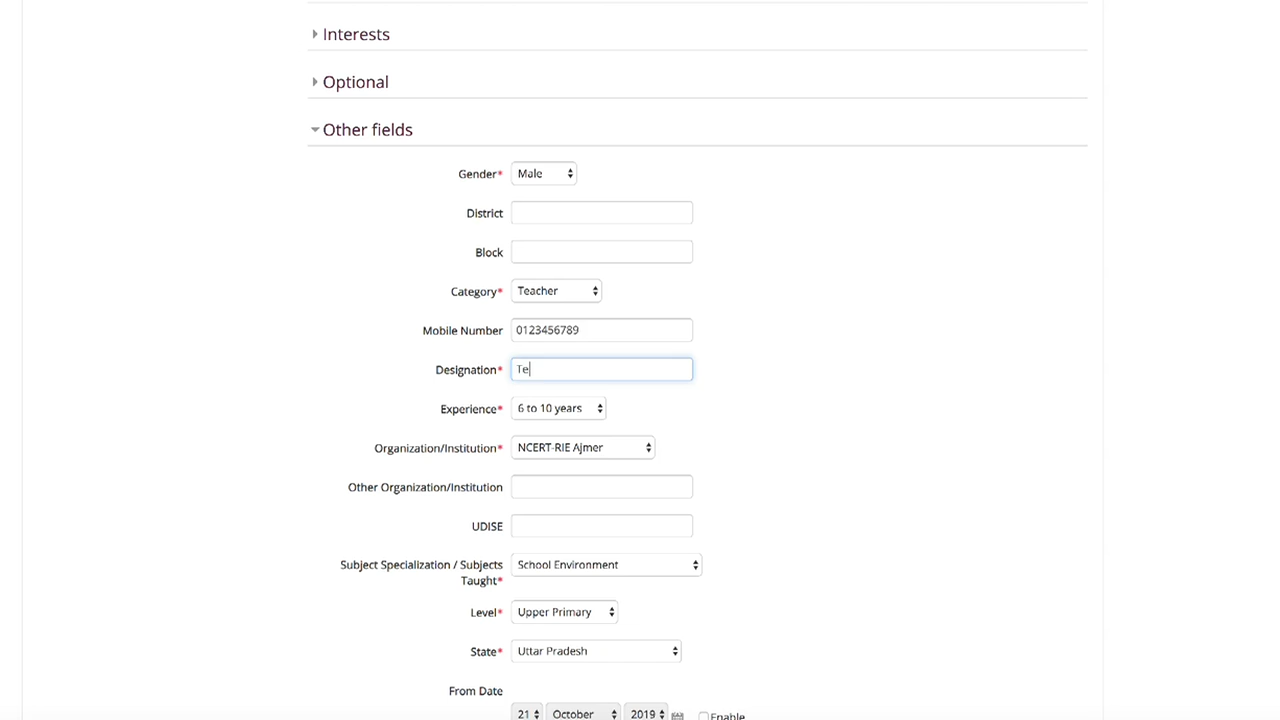 Interests
Optional
Other fields
Gender* Male
District
Block
Category* Teacher
Mobile Number 0123456789
Designation* Te
Experience* 6 to 10 years
Organization/Institution* NCERT-RIE Ajmer
Other Organization/Institution
UDISE
Subject Specialization / Subjects
Taught* School Environment
Level* Upper Primary
State* Uttar Pradesh
From Date
21 October 2019 Enable